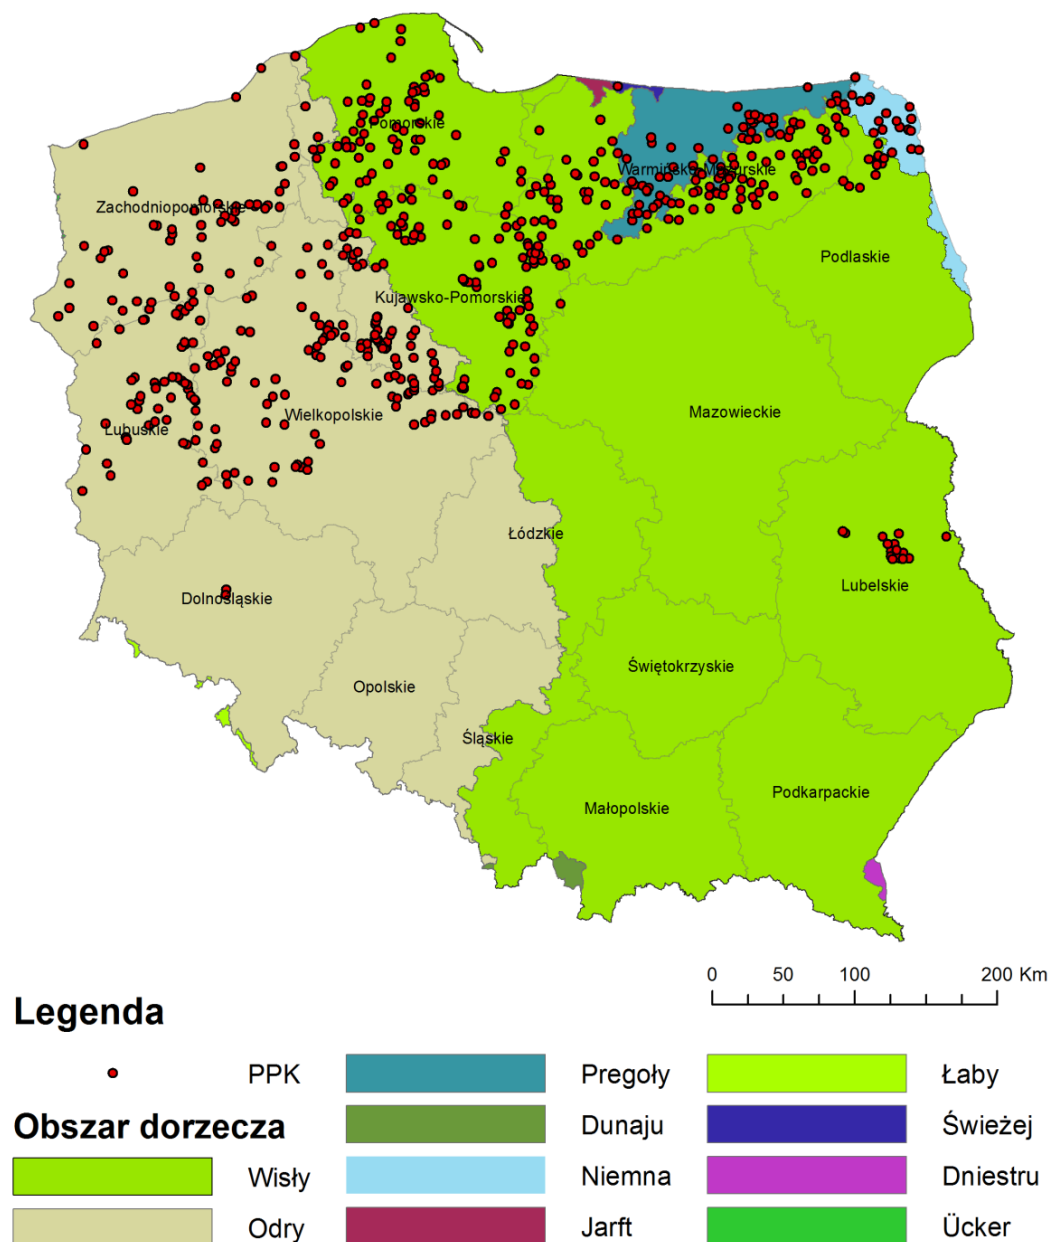 Pomorskie
Warmińsko-Mazurskie
Zachodniopomorskie
Podlaskie
Kujawsko-Pomorskie
Mazowieckie
Wielkopolskie
Lubuskie
Łódzkie
Lubelskie
Dolnośląskie
Świętokrzyskie
Opolskie
Śląskie
Podkarpackie
Małopolskie
0 50 100 200 Km
Legenda
PPK
Obszar dorzecza
Wisły
Odry
Pregoły
Dunaju
Niemna
Jarft
Łaby
Świeżej
Dniestru
Ücker